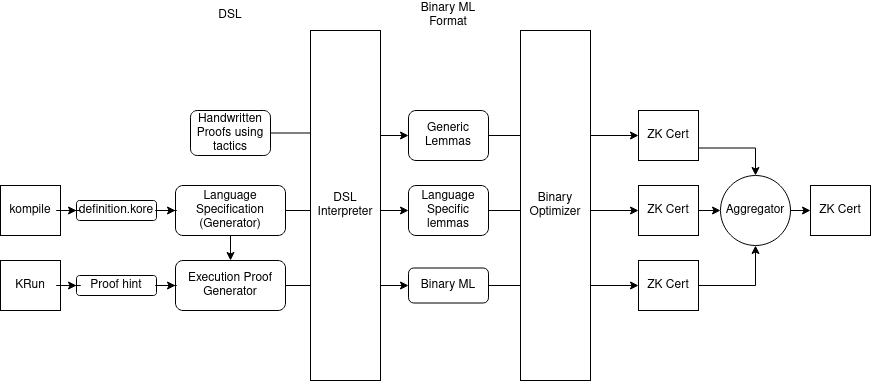 DSL
Binary ML
Format
Handwritten
Proofs using
tactics
Generic
Lemmas
ZK Cert
kompile
definition.kore
Language
Specification
(Generator)
DSL
Interpreter
Language
Specific
lemmas
Binary
Optimizer
ZK Cert
Aggregator
ZK Cert
KRun
Proof hint
Execution Proof
Generator
Binary ML
ZK Cert